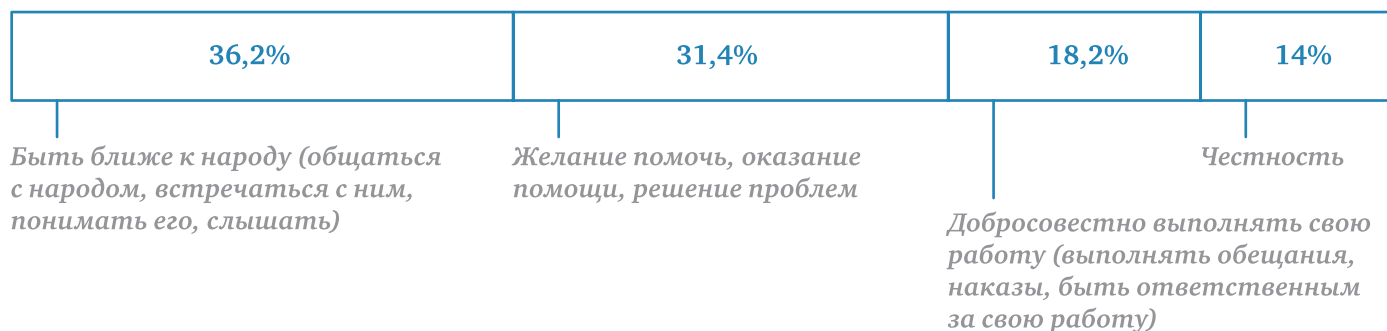 36,2%
31,4%
18,2%
14%
Быть ближе к народу (общаться
с народом, встречаться с ним,
понимать его, слышать)
Желание помочь, оказание
помощи, решение проблем
Добросовестно выполнять свою
работу (выполнять обещания,
наказы, быть ответственным
за свою работу)
Честность